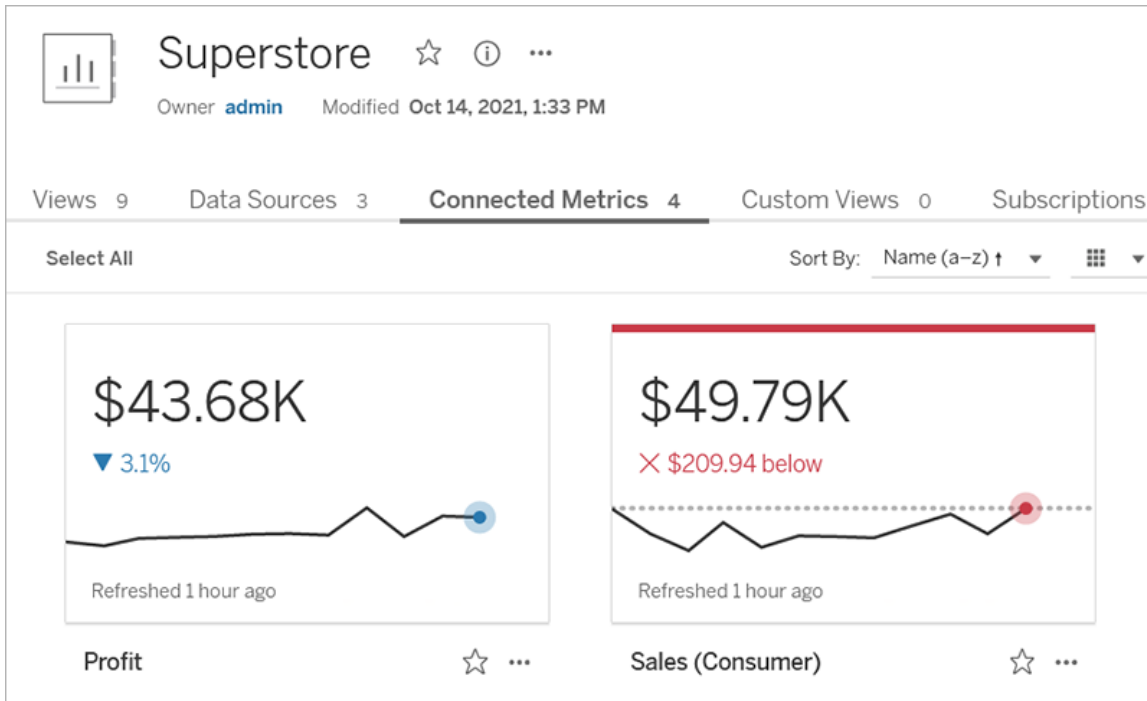 Superstore
Owner admin Modified Oct 14, 2021, 1:33 PM
Views 9 Data Sources 3 Connected Metrics 4 Custom Views 0 Subscriptions
Select All Sort By: Name (a–z) ↑
$43.68K
▼ 3.1%
Refreshed 1 hour ago
Profit
$49.79K
$209.94 below
Refreshed 1 hour ago
Sales (Consumer)